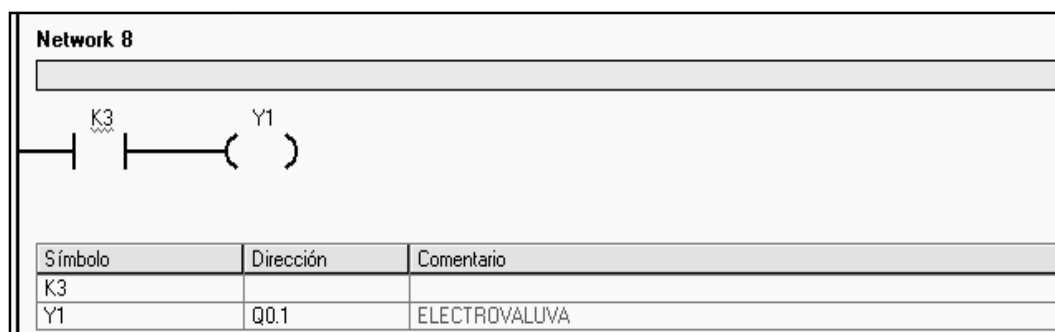 Network 8
K3 Y1
Símbolo Dirección Comentario
K3
Y1 Q0.1 ELECTROVALUVA